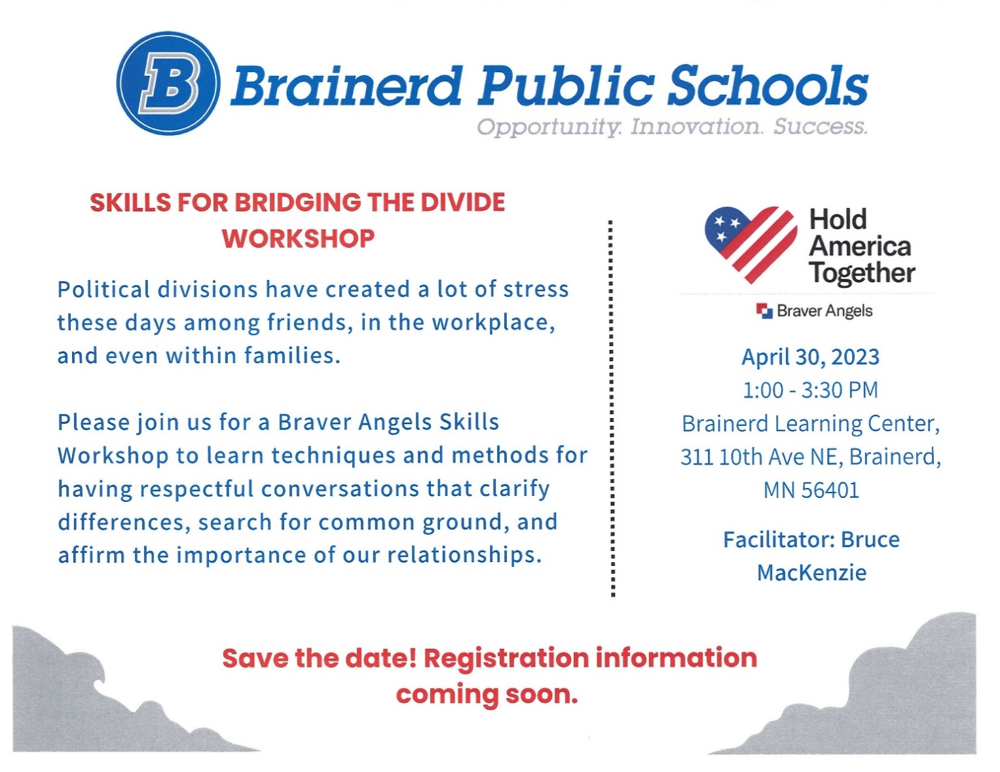 B Brainerd Public Schools
Opportunity. Innovation. Success.
SKILLS FOR BRIDGING THE DIVIDE
WORKSHOP
Political divisions have created a lot of stress
these days among friends, in the workplace,
and even within families.
Please join us for a Braver Angels Skills
Workshop to learn techniques and methods for
having respectful conversations that clarify
differences, search for common ground, and
affirm the importance of our relationships.
Hold
America
Together
Braver Angels
April 30, 2023
1:00 - 3:30 PM
Brainerd Learning Center,
311 10th Ave NE, Brainerd,
MN 56401
Facilitator: Bruce
MacKenzie
Save the date! Registration information
coming soon.